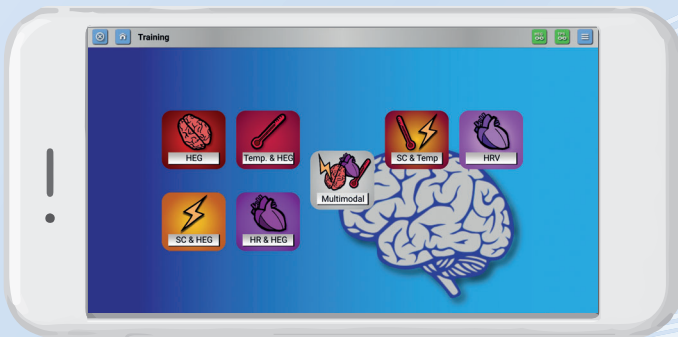 Training
HEG
Temp. & HEG
SC & Temp
HRV
Multimodal
SC & HEG
HR & HEG